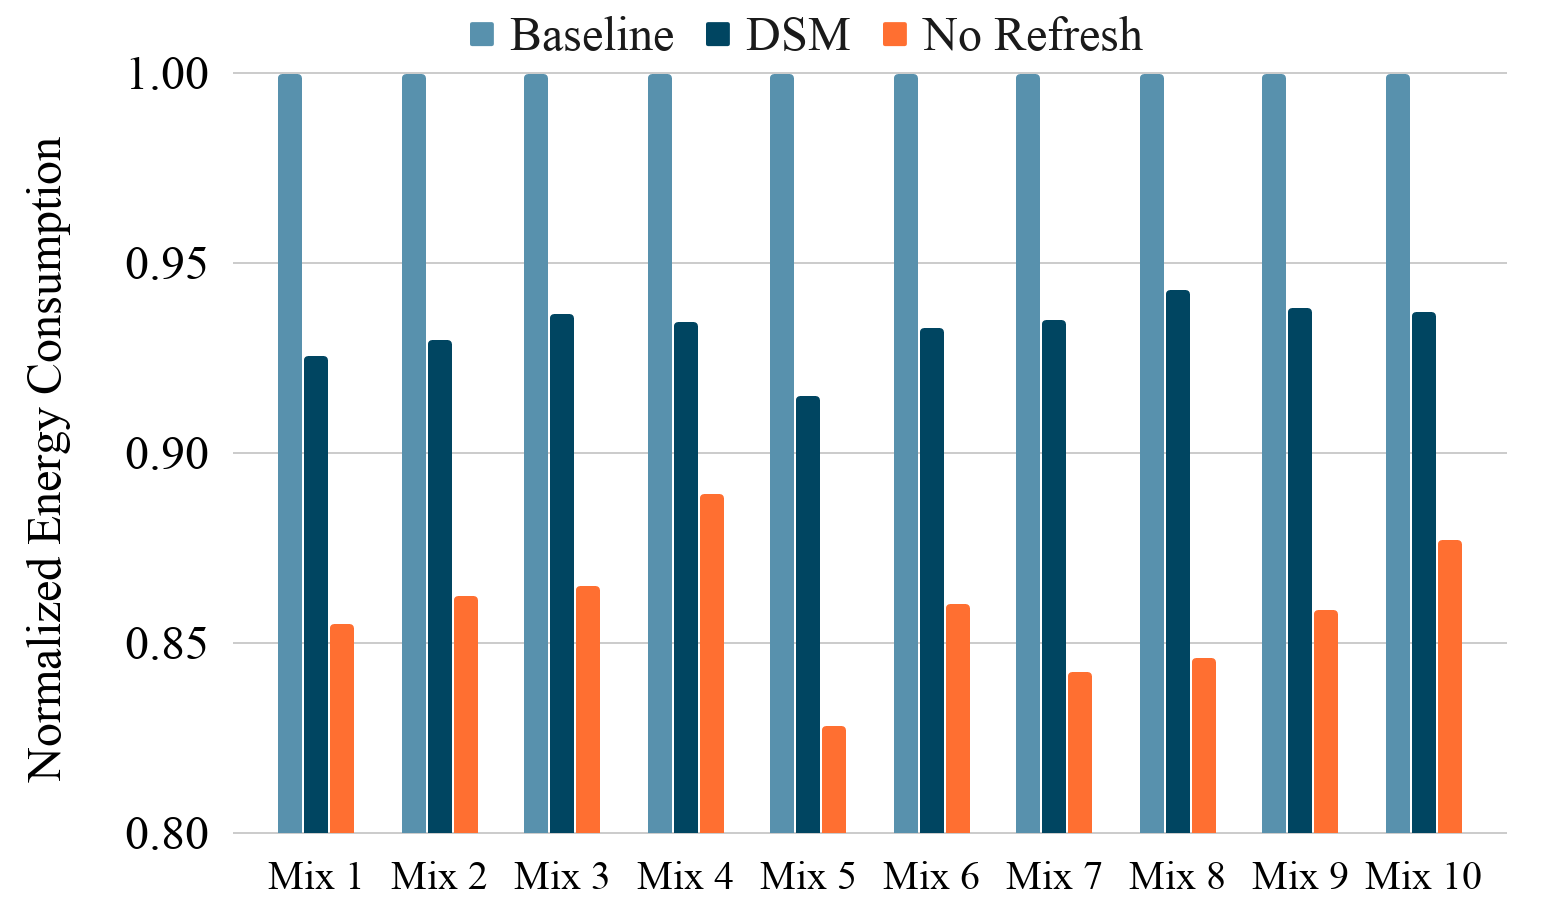 Baseline DSM No Refresh
1.00
0.95
0.90
0.85
0.80
Normalized Energy Consumption
Mix 1 Mix 2 Mix 3 Mix 4 Mix 5 Mix 6 Mix 7 Mix 8 Mix 9 Mix 10